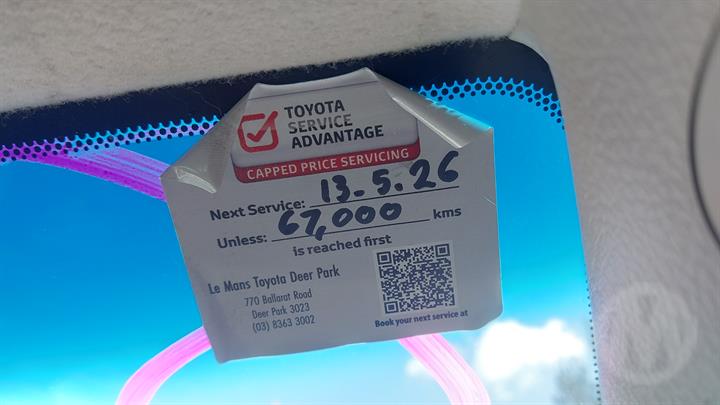 TOYOTA
SERVICE
ADVANTAGE
CAPPED PRICE SERVICING
Next Service: 13.5.26
Unless: 67,000 kms
is reached first
Le Mans Toyota Deer Park
770 Ballarat Road
Deer Park 3023
(03) 8363 3002
Book your next service at